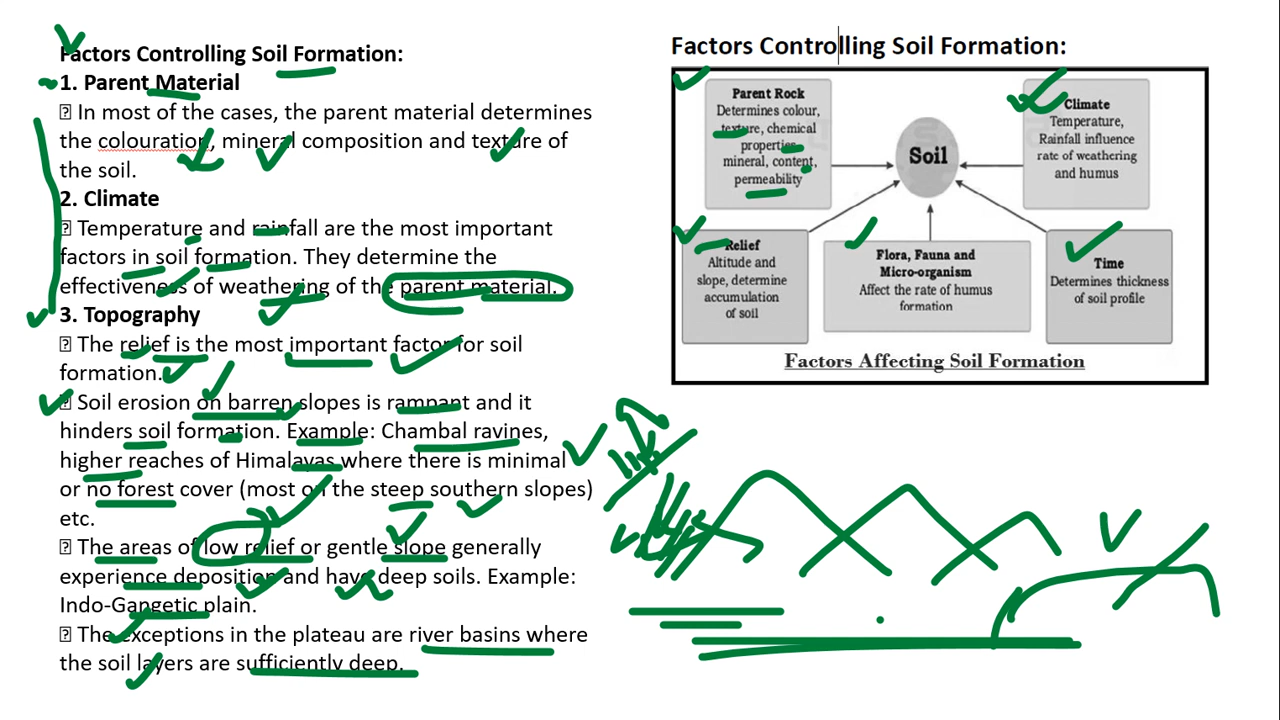 Factors Controlling Soil Formation:
1. Parent Material
In most of the cases, the parent material determines
the colouration, mineral composition and texture of
the soil.
2. Climate
Temperature and rainfall are the most important
factors in soil formation. They determine the
effectiveness of weathering of the parent material.
3. Topography
The relief is the most important factor for soil
formation.
Soil erosion on barren slopes is rampant and it
hinders soil formation. Example: Chambal ravines,
higher reaches of Himalayas where there is minimal
or no forest cover (most on the steep southern slopes)
etc.
The areas of low relief or gentle slope generally
experience deposition and have deep soils. Example:
Indo-Gangetic plain.
The exceptions in the plateau are river basins where
the soil layers are sufficiently deep.
Factors Controlling Soil Formation:
Parent Rock
Determines colour,
texture, chemical
properties,
mineral, content,
permeability
Soil
Climate
Temperature,
Rainfall influence
rate of weathering
and humus
Relief
Altitude and
slope, determine
accumulation
of soil
Flora, Fauna and
Micro-organism
Affect the rate of humus
formation
Time
Determines thickness
of soil profile
Factors Affecting Soil Formation